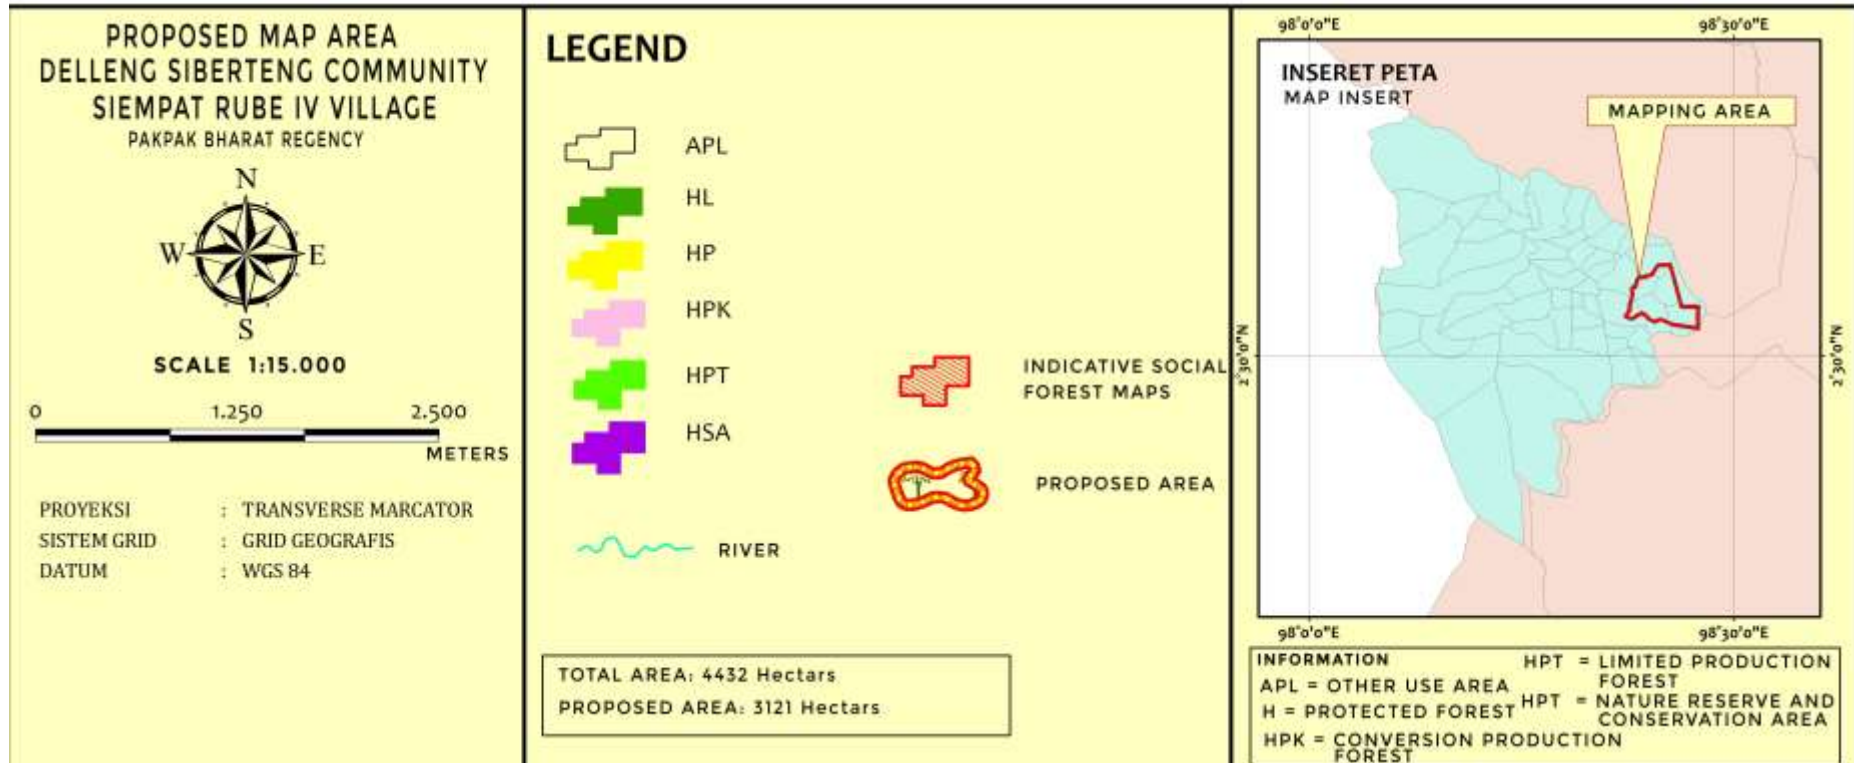 PROPOSED MAP AREA
DELLENG SIBERTENG COMMUNITY
SIEMPAT RUBE IV VILLAGE
PAKPAK BHARAT REGENCY
N
W E
S
SCALE 1:15.000
0 1.250 2.500
METERS
PROYEKSI : TRANSVERSE MARCATOR
SISTEM GRID : GRID GEOGRAFIS
DATUM : WGS 84
LEGEND
APL
HL
HP
HPK
HPT
HSA
RIVER
INDICATIVE SOCIAL
FOREST MAPS
PROPOSED AREA
TOTAL AREA: 4432 Hectars
PROPOSED AREA: 3121 Hectars
98°0'0"E 98°30'0"E
INSERET PETA
MAP INSERT
MAPPING AREA
2°30'0"N 2°30'0"N
98°0'0"E 98°30'0"E
INFORMATION
APL = OTHER USE AREA
H = PROTECTED FOREST
HPK = CONVERSION PRODUCTION
FOREST
HPT = LIMITED PRODUCTION
FOREST
HPT = NATURE RESERVE AND
CONSERVATION AREA